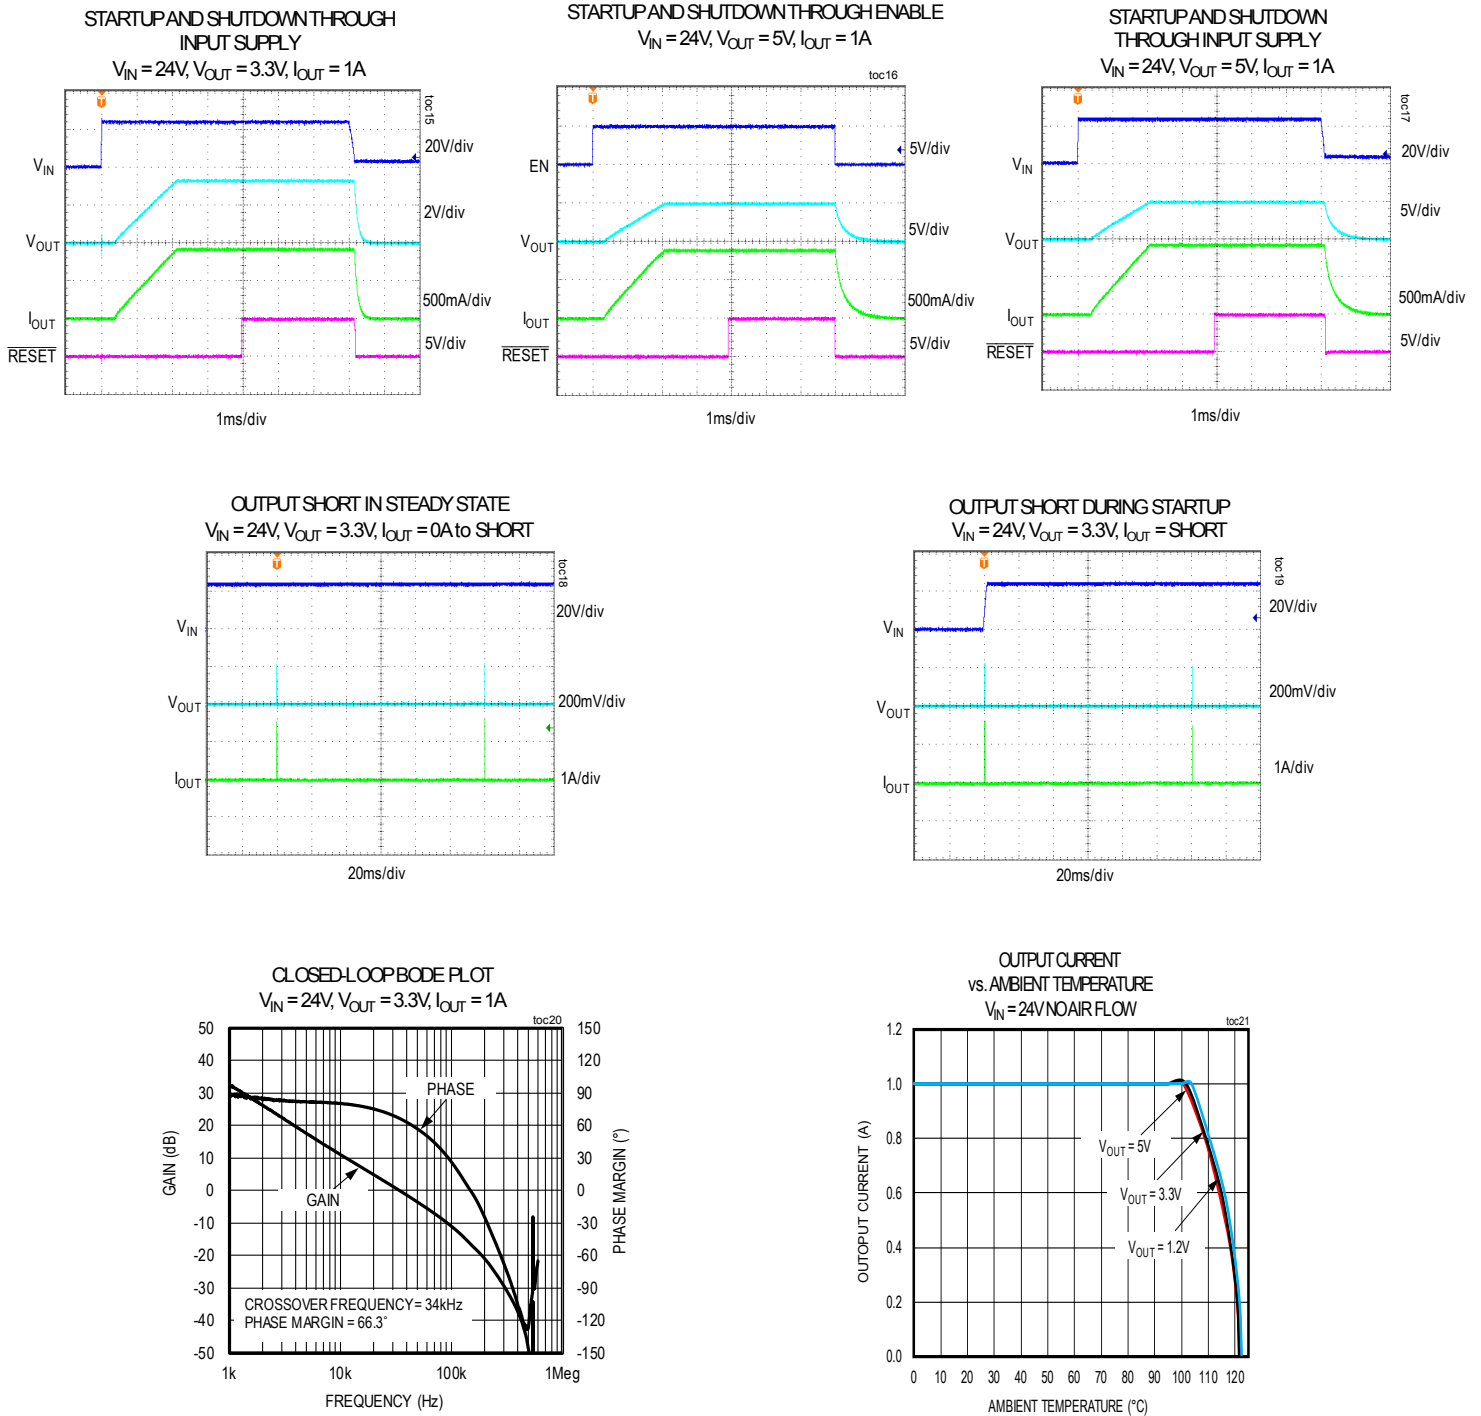 STARTUP AND SHUTDOWN THROUGH
INPUT SUPPLY
VIN = 24V, VOUT = 3.3V, IOUT = 1A
toc15
VIN
20V/div
VOUT
2V/div
IOUT
500mA/div
RESET
5V/div
1ms/div
STARTUP AND SHUTDOWN THROUGH ENABLE
VIN = 24V, VOUT = 5V, IOUT = 1A
toc16
EN
5V/div
VOUT
5V/div
IOUT
500mA/div
RESET
5V/div
1ms/div
STARTUP AND SHUTDOWN
THROUGH INPUT SUPPLY
VIN = 24V, VOUT = 5V, IOUT = 1A
toc17
VIN
20V/div
VOUT
5V/div
IOUT
500mA/div
RESET
5V/div
1ms/div
OUTPUT SHORT IN STEADY STATE
VIN = 24V, VOUT = 3.3V, IOUT = 0A to SHORT
toc18
VIN
20V/div
VOUT
200mV/div
IOUT
1A/div
20ms/div
OUTPUT SHORT DURING STARTUP
VIN = 24V, VOUT = 3.3V, IOUT = SHORT
toc19
VIN
20V/div
VOUT
200mV/div
IOUT
1A/div
20ms/div
CLOSED-LOOP BODE PLOT
VIN = 24V, VOUT = 3.3V, IOUT = 1A
toc20
50
40
30
20
10
0
-10
-20
-30
-40
-50
GAIN (dB)
150
120
90
60
30
0
-30
-60
-90
-120
-150
PHASE MARGIN (°)
PHASE
GAIN
CROSSOVER FREQUENCY = 34kHz
PHASE MARGIN = 66.3°
1k 10k 100k 1Meg
FREQUENCY (Hz)
OUTPUT CURRENT
vs. AMBIENT TEMPERATURE
VIN = 24V NO AIR FLOW
toc21
1.2
1.0
0.8
0.6
0.4
0.2
0.0
OUTOPUT CURRENT (A)
VOUT = 5V
VOUT = 3.3V
VOUT = 1.2V
0 10 20 30 40 50 60 70 80 90 100 110 120
AMBIENT TEMPERATURE (°C)